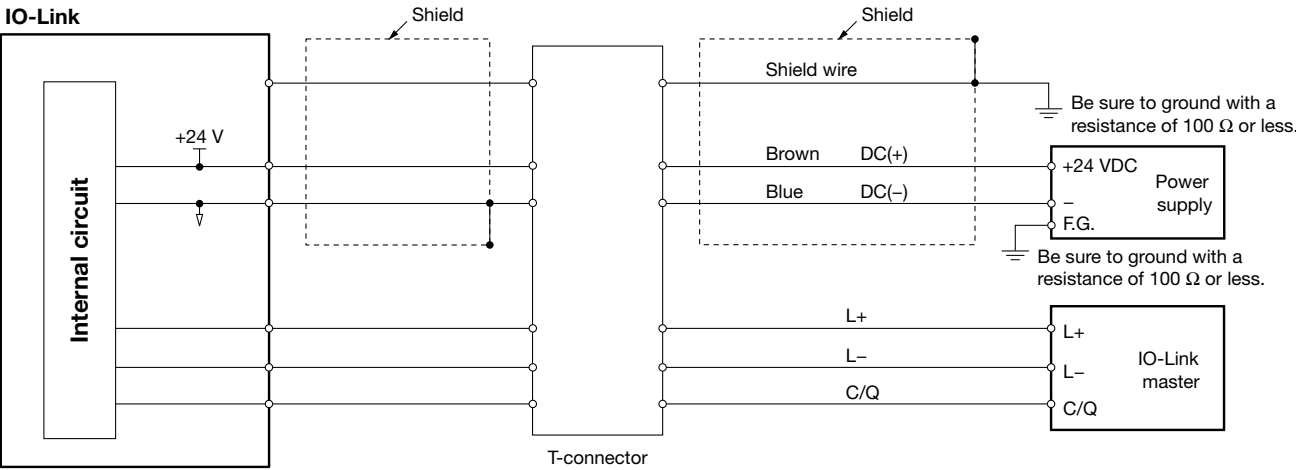 IO-Link
Shield
Shield
Shield wire
Be sure to ground with a
resistance of 100 Ω or less.
+24 V
Brown
DC(+)
+24 VDC
Power
supply
Blue
DC(−)
−
F.G.
Be sure to ground with a
resistance of 100 Ω or less.
Internal circuit
L+
L+
L−
L−
IO-Link
master
C/Q
C/Q
T-connector